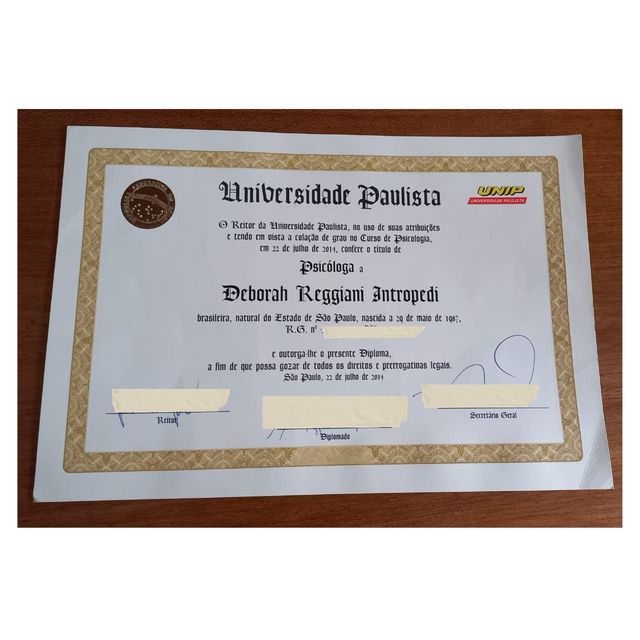 Universidade Paulista
UNIP
UNIVERSIDADE PAULISTA
O Reitor da Universidade Paulista, no uso de suas atribuições
e tendo em vista a colação de grau no Curso de Psicologia,
em 22 de julho de 2014, confere o título de
Psicóloga a
Deborah Reggiani Intropedi
brasileira, natural do Estado de São Paulo, nascida a 29 de maio de 1987,
R.G. nº
e outorga-lhe o presente Diploma,
a fim de que possa gozar de todos os direitos e prerrogativas legais.
São Paulo, 22 de julho de 2014
Reitor
Diplomado
Secretário Geral